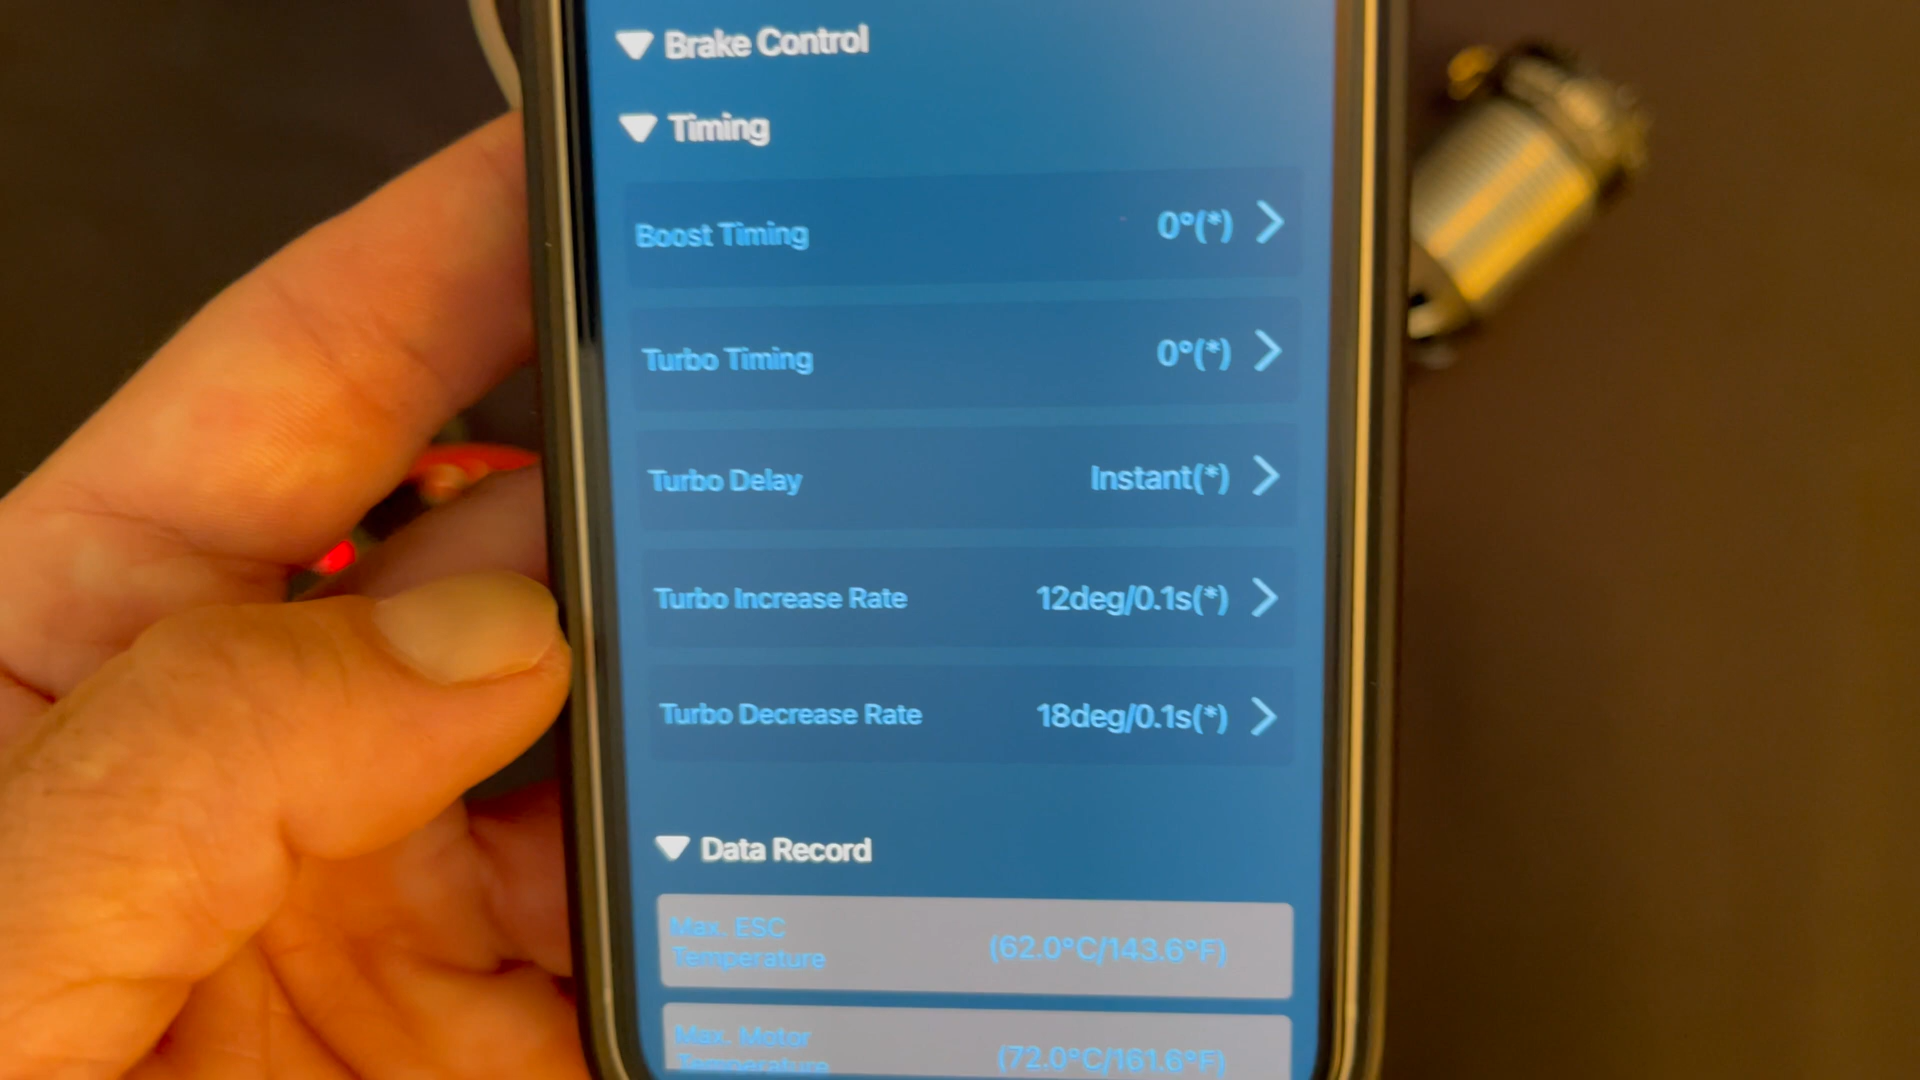 Brake Control
Timing
Boost Timing 0°(*)
Turbo Timing 0°(*)
Turbo Delay Instant(*)
Turbo Increase Rate 12deg/0.1s(*)
Turbo Decrease Rate 18deg/0.1s(*)
Data Record
Max. ESC
Temperature (62.0°C/143.6°F)
Max. Motor
Temperature (72.0°C/161.6°F)